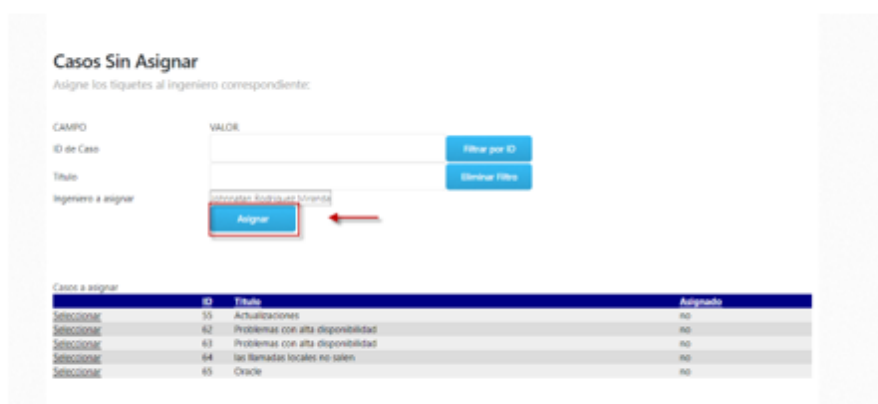 Casos Sin Asignar
Asigne los tiquetes al ingeniero correspondiente:
CAMPO VALOR
ID de Caso Filtrar por ID
Título Eliminar Filtro
Ingeniero a asignar Rodriguez Miranda
Asignar
Casos a asignar
ID Titulo Asignado
Seleccionar 55 Actualizaciones no
Seleccionar 62 Problemas con alta disponibilidad no
Seleccionar 63 Problemas con alta disponibilidad no
Seleccionar 64 las llamadas locales no salen no
Seleccionar 65 Oracle no